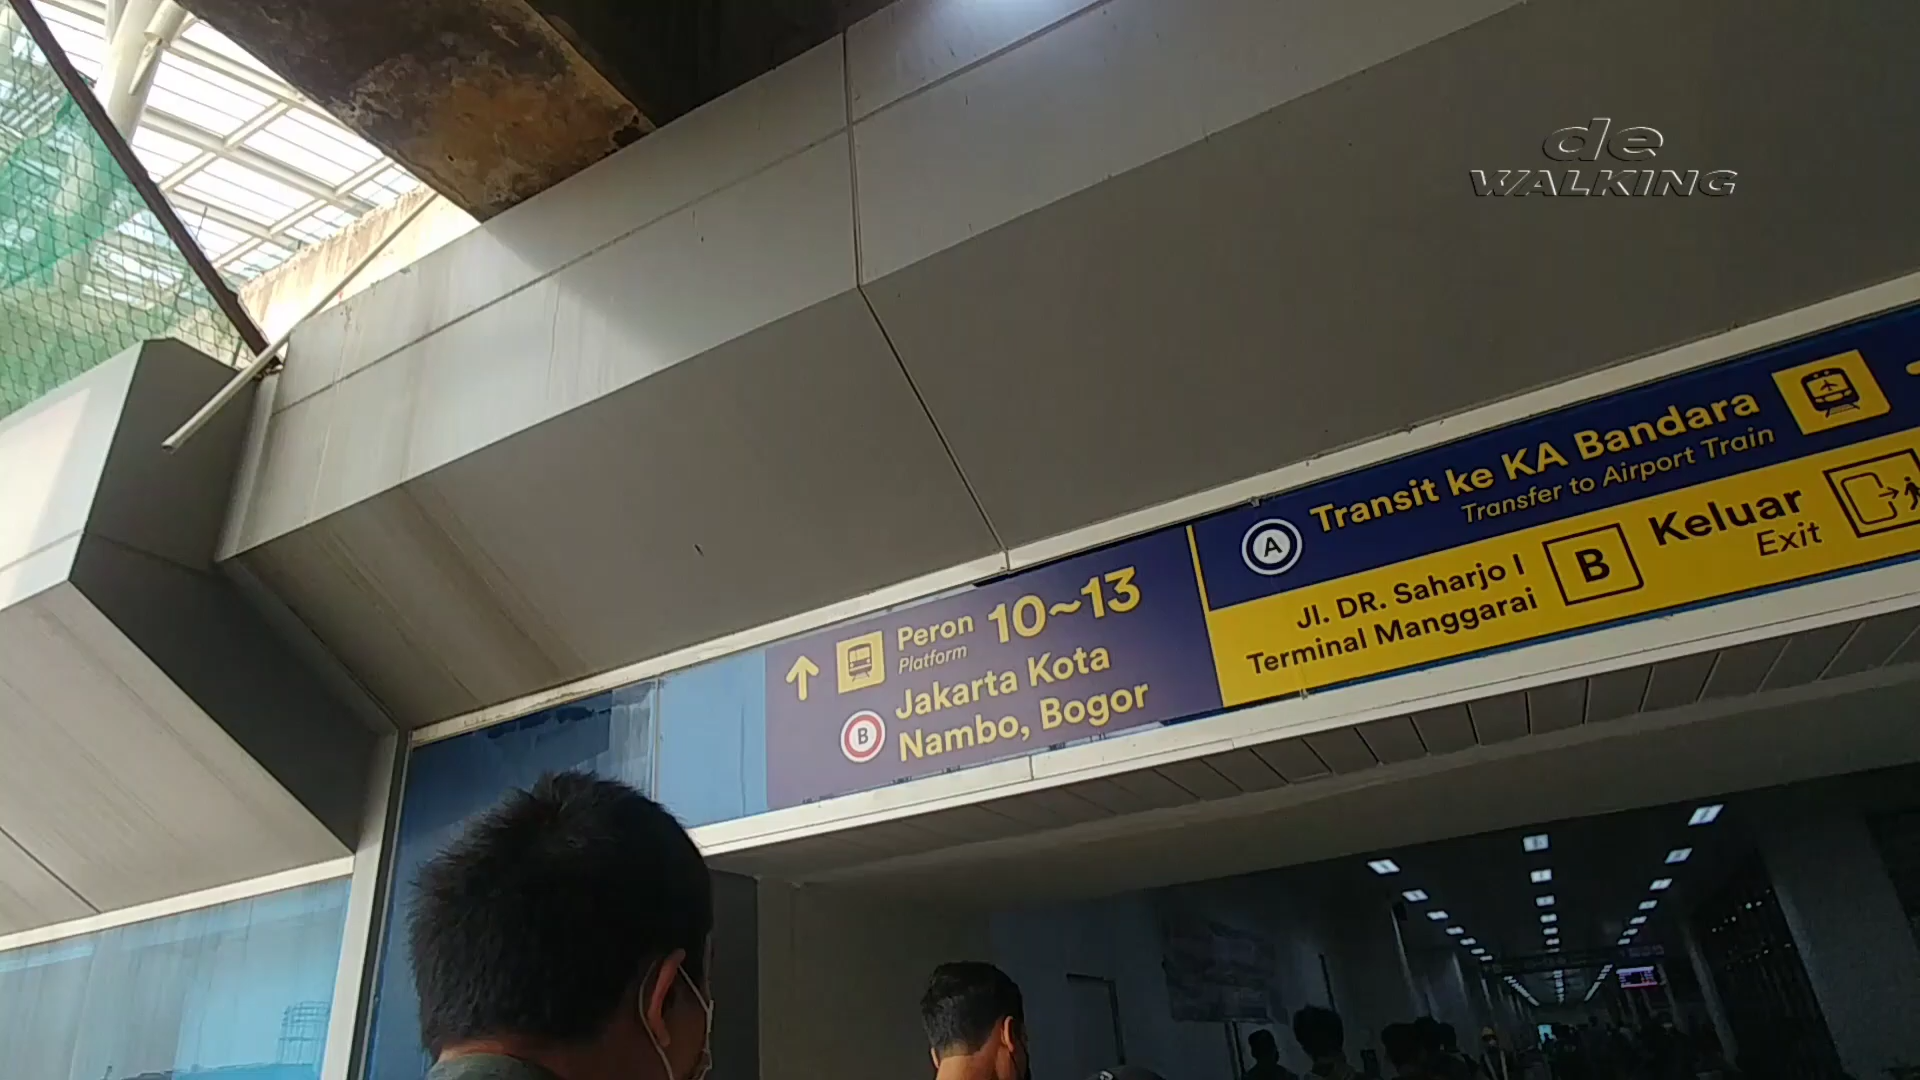 de
WALKING
Peron 10~13
Platform
B Jakarta Kota
Nambo, Bogor
A Transit ke KA Bandara
Transfer to Airport Train
Jl. DR. Saharjo I
Terminal Manggarai
B Keluar
Exit